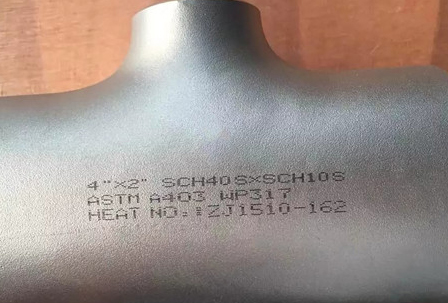 4"×2" SCH40S×SCH10S
ASTM A403 WP317
HEAT NO.:#ZJ1510-162